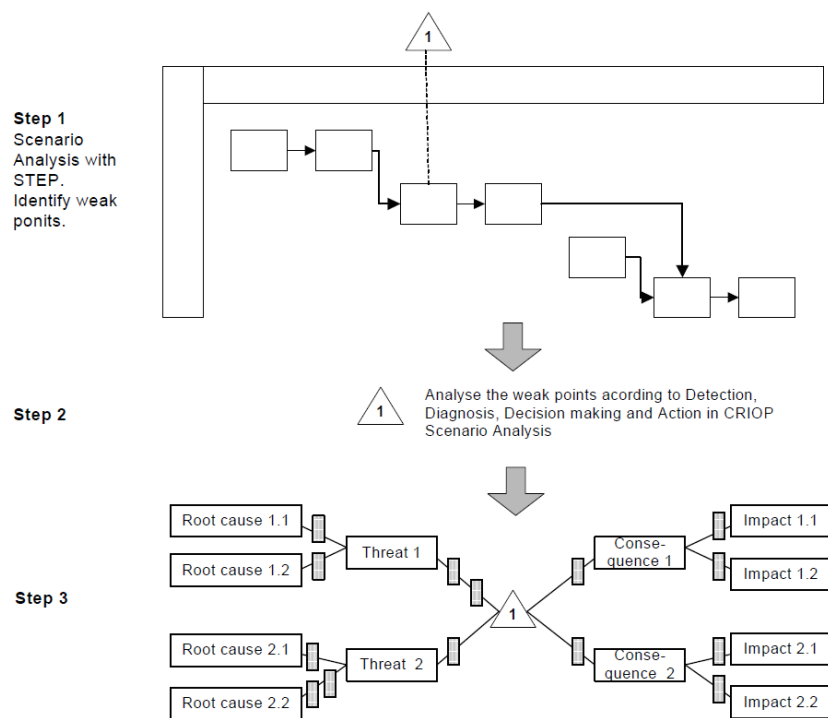 1
Step 1
Scenario
Analysis with
STEP.
Identify weak
ponits.
Step 2
1
Analyse the weak points acording to Detection,
Diagnosis, Decision making and Action in CRIOP
Scenario Analysis
Step 3
Root cause 1.1
Root cause 1.2
Root cause 2.1
Root cause 2.2
Threat 1
Threat 2
1
Conse-
quence 1
Conse-
quence 2
Impact 1.1
Impact 1.2
Impact 2.1
Impact 2.2